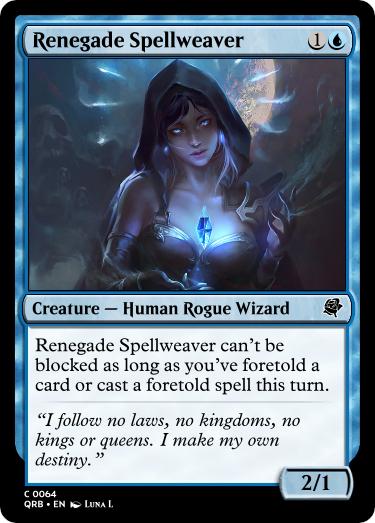 Renegade Spellweaver 1
Creature — Human Rogue Wizard
Renegade Spellweaver can't be
blocked as long as you've foretold
a card or cast a foretold spell this turn.
“I follow no laws, no kingdoms, no
kings or queens. I make my own
destiny.”
2/1
C 0064
QRB • EN Luna I.